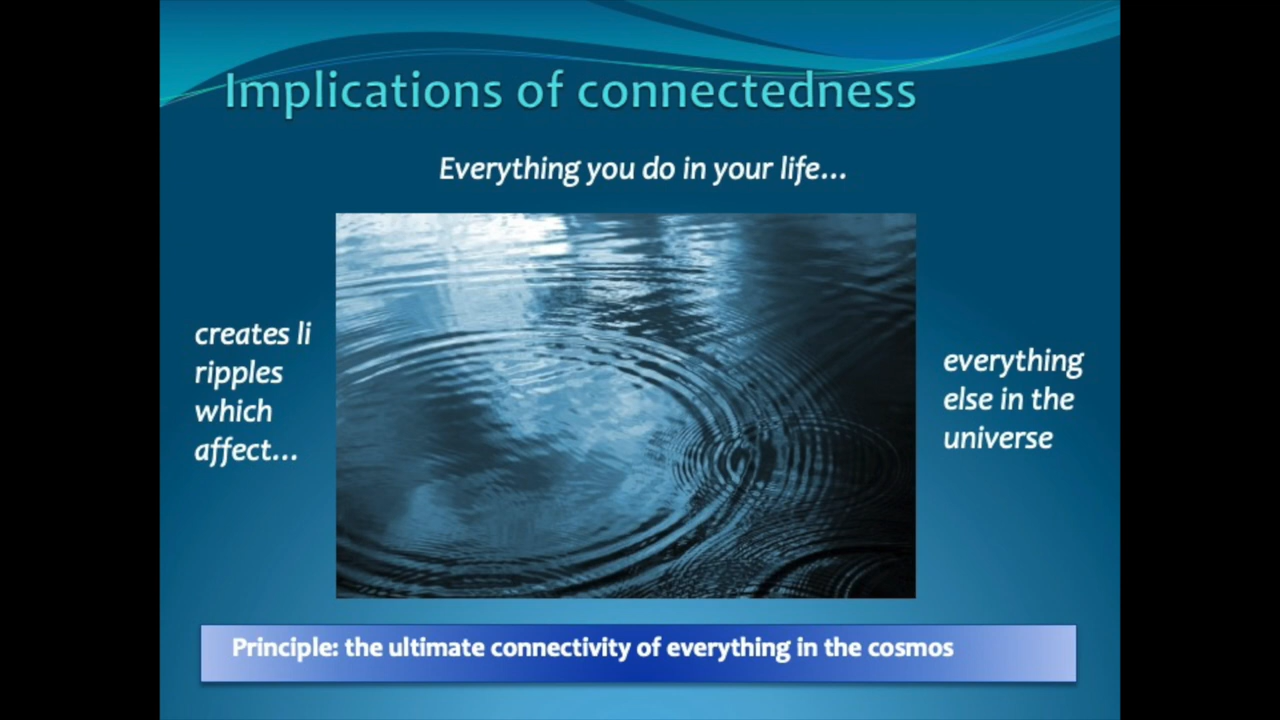 Implications of connectedness
Everything you do in your life…
creates li
ripples
which
affect…
everything
else in the
universe
Principle: the ultimate connectivity of everything in the cosmos